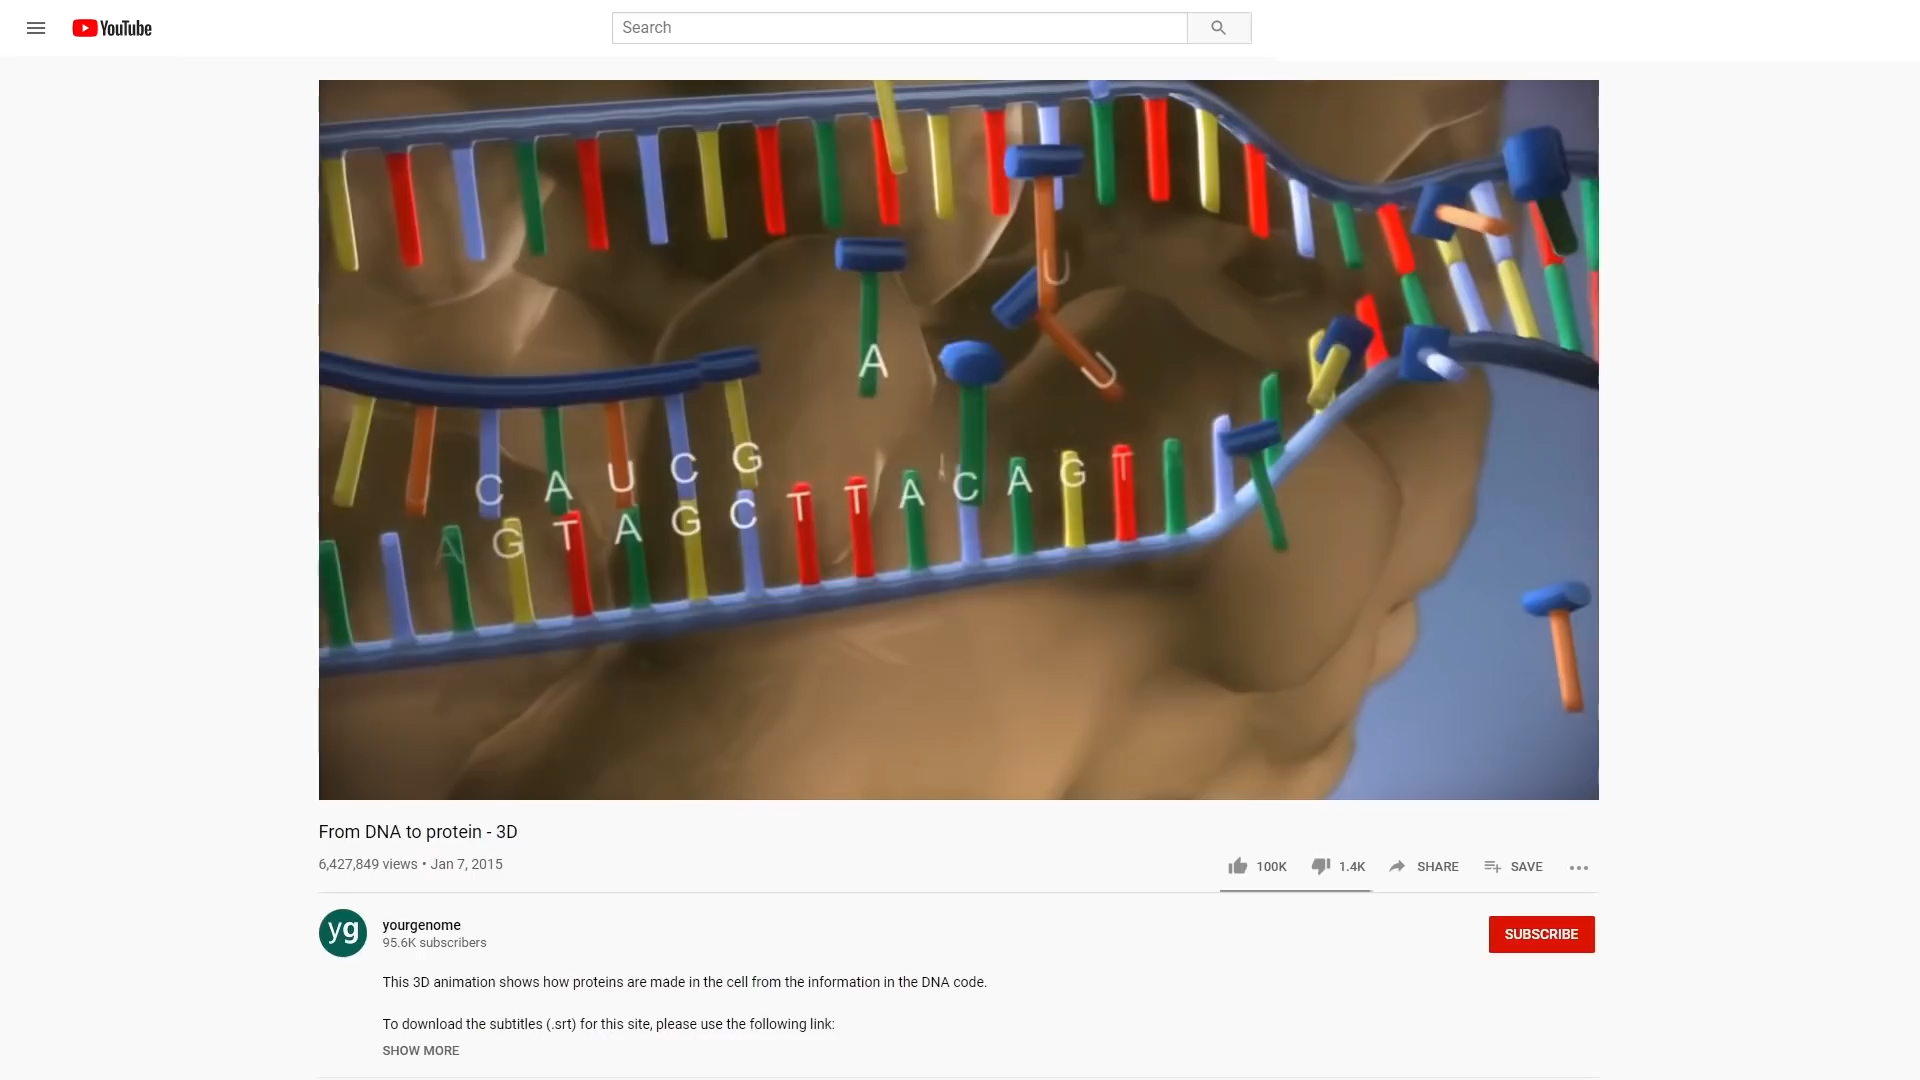 YouTube
Search
U
A
U
C A U C G
A G T A G C T T A C A G T
From DNA to protein - 3D
6,427,849 views • Jan 7, 2015
100K
1.4K
SHARE
SAVE
yg
yourgenome
95.6K subscribers
SUBSCRIBE
This 3D animation shows how proteins are made in the cell from the information in the DNA code.
To download the subtitles (.srt) for this site, please use the following link:
SHOW MORE